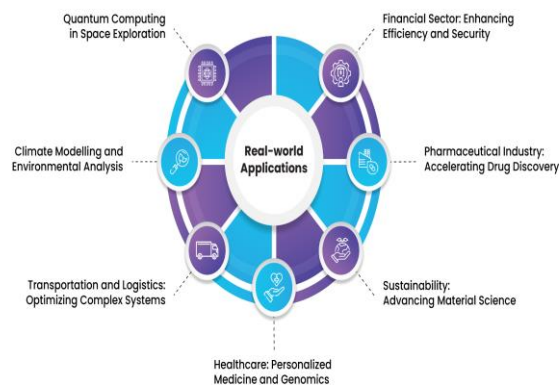 Quantum Computing
in Space Exploration
Financial Sector: Enhancing
Efficiency and Security
Climate Modelling and
Environmental Analysis
Real-world
Applications
Pharmaceutical Industry:
Accelerating Drug Discovery
Transportation and Logistics:
Optimizing Complex Systems
Sustainability:
Advancing Material Science
Healthcare: Personalized
Medicine and Genomics